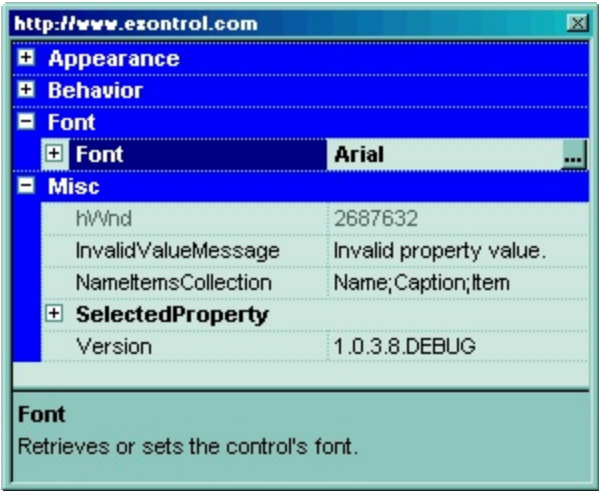 http://www.exontrol.com
Appearance
Behavior
Font
Font Arial ...
Misc
hWnd 2687632
InvalidValueMessage Invalid property value.
NameItemsCollection Name;Caption;Item
SelectedProperty
Version 1.0.3.8.DEBUG
Font
Retrieves or sets the control's font.